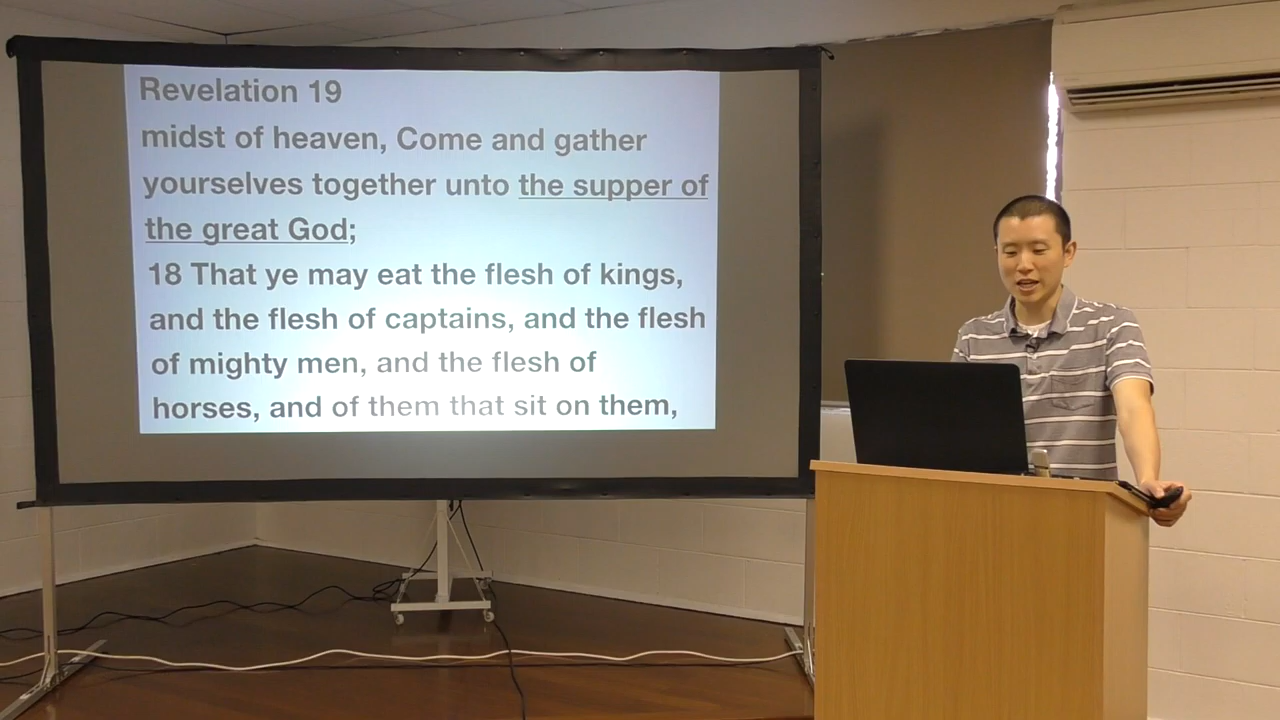 Revelation 19
midst of heaven, Come and gather
yourselves together unto the supper of
the great God;
18 That ye may eat the flesh of kings,
and the flesh of captains, and the flesh
of mighty men, and the flesh of
horses, and of them that sit on them,